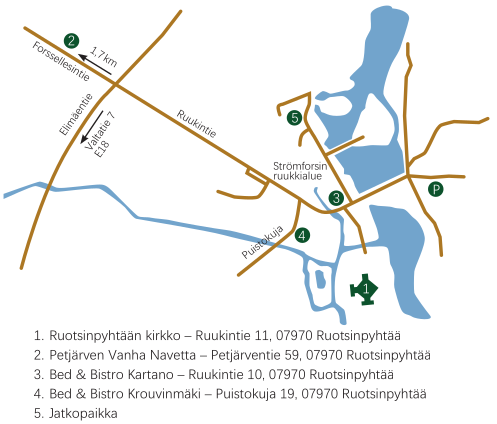 2
1,7 km
Forssellesintie
Elimäentie
Valtatie 7
E18
Ruukintie
5
Strömforsin
ruukkialue
P
3
4
Puistokuja
1
1. Ruotsinpyhtään kirkko – Ruukintie 11, 07970 Ruotsinpyhtää
2. Petjärven Vanha Navetta – Petjärventie 59, 07970 Ruotsinpyhtää
3. Bed & Bistro Kartano – Ruukintie 10, 07970 Ruotsinpyhtää
4. Bed & Bistro Krouvinmäki – Puistokuja 19, 07970 Ruotsinpyhtää
5. Jatkopaikka